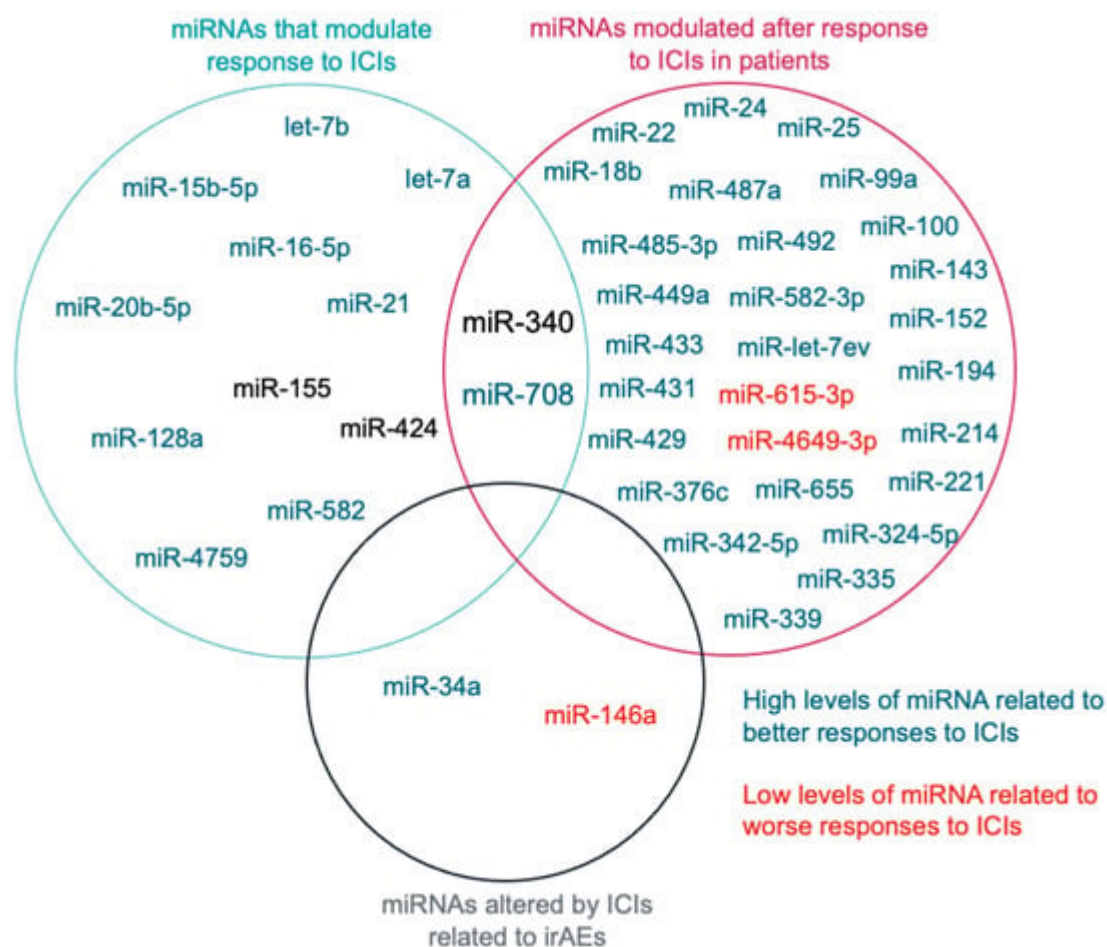 miRNAs that modulate
response to ICIs
miRNAs modulated after response
to ICIs in patients
let-7b
let-7a
miR-15b-5p
miR-16-5p
miR-20b-5p
miR-21
miR-155
miR-424
miR-128a
miR-582
miR-4759
miR-340
miR-708
miR-24
miR-22
miR-25
miR-18b
miR-487a
miR-99a
miR-100
miR-485-3p
miR-492
miR-143
miR-449a
miR-582-3p
miR-152
miR-433
miR-let-7ev
miR-194
miR-431
miR-615-3p
miR-429
miR-4649-3p
miR-214
miR-376c
miR-655
miR-221
miR-342-5p
miR-324-5p
miR-335
miR-339
miR-34a
miR-146a
High levels of miRNA related to
better responses to ICIs
Low levels of miRNA related to
worse responses to ICIs
miRNAs altered by ICIs
related to irAEs